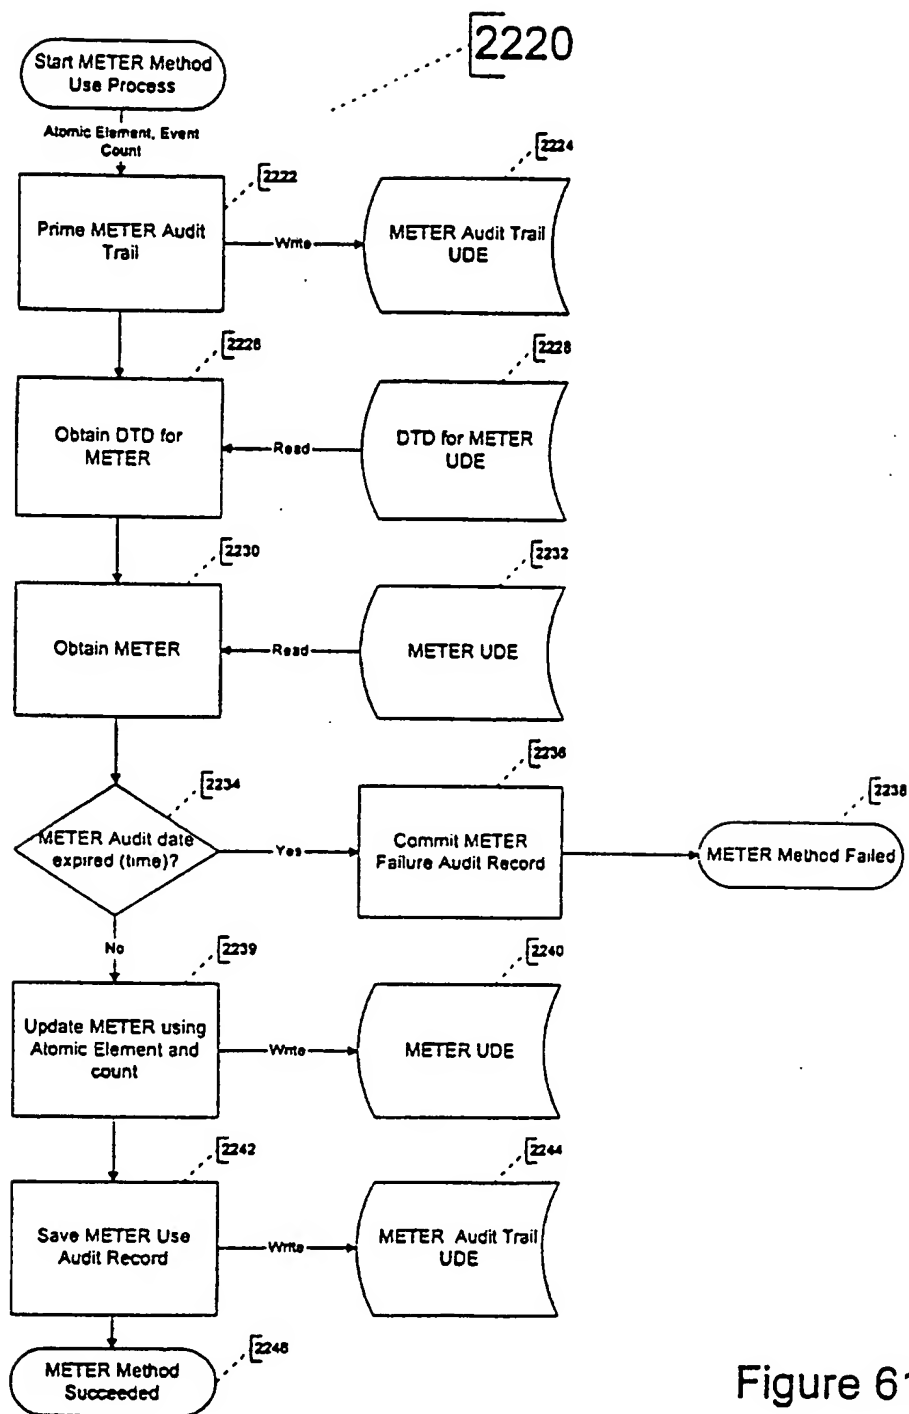 2220
Start METER Method
Use Process
Atomic Element, Event
Count
2222
2224
Prime METER Audit
Trail
Write
METER Audit Trail
UDE
2226
2228
Obtain DTD for
METER
Read
DTD for METER
UDE
2230
2232
Obtain METER
Read
METER UDE
2234
2236
2238
METER Audit date
expired (time)?
Yes
Commit METER
Failure Audit Record
METER Method Failed
No
2239
2240
Update METER using
Atomic Element and
count
Write
METER UDE
2242
2244
Save METER Use
Audit Record
Write
METER Audit Trail
UDE
2246
METER Method
Succeeded
Figure 61